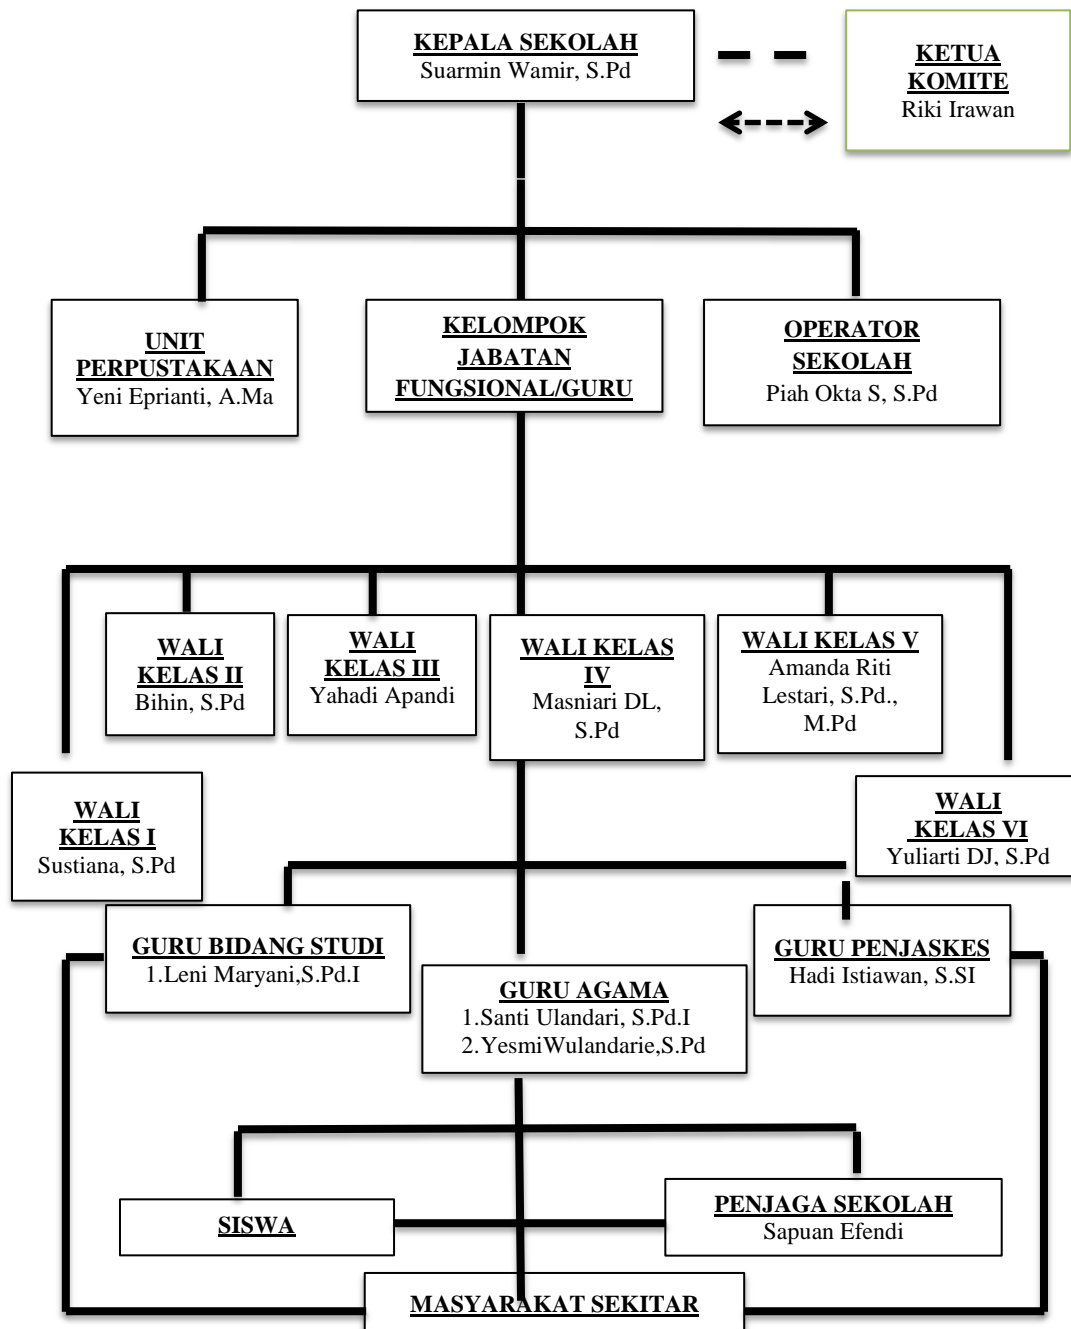 KEPALA SEKOLAH
Suarmin Wamir, S.Pd
KETUA
KOMITE
Riki Irawan
UNIT
PERPUSTAKAAN
Yeni Eprianti, A.Ma
KELOMPOK
JABATAN
FUNGSIONAL/GURU
OPERATOR
SEKOLAH
Piah Okta S, S.Pd
WALI
KELAS II
Bihin, S.Pd
WALI
KELAS III
Yahadi Apandi
WALI KELAS
IV
Masniari DL,
S.Pd
WALI KELAS V
Amanda Riti
Lestari, S.Pd.,
M.Pd
WALI
KELAS I
Sustiana, S.Pd
WALI
KELAS VI
Yuliarti DJ, S.Pd
GURU BIDANG STUDI
1.Leni Maryani,S.Pd.I
GURU AGAMA
1.Santi Ulandari, S.Pd.I
2.YesmiWulandarie,S.Pd
GURU PENJASKES
Hadi Istiawan, S.SI
SISWA
PENJAGA SEKOLAH
Sapuan Efendi
MASYARAKAT SEKITAR